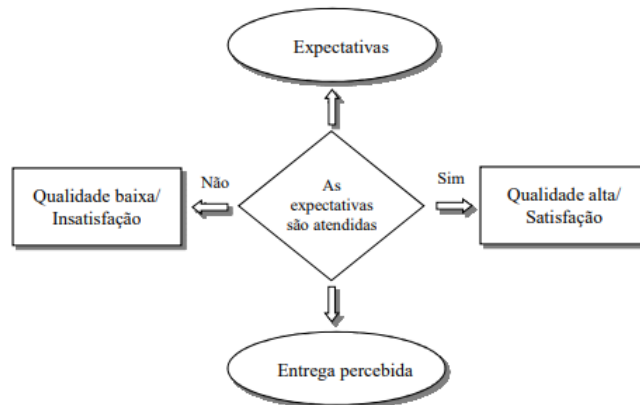 Expectativas
Qualidade baixa/
Insatisfação
Não
As
expectativas
são atendidas
Sim
Qualidade alta/
Satisfação
Entrega percebida